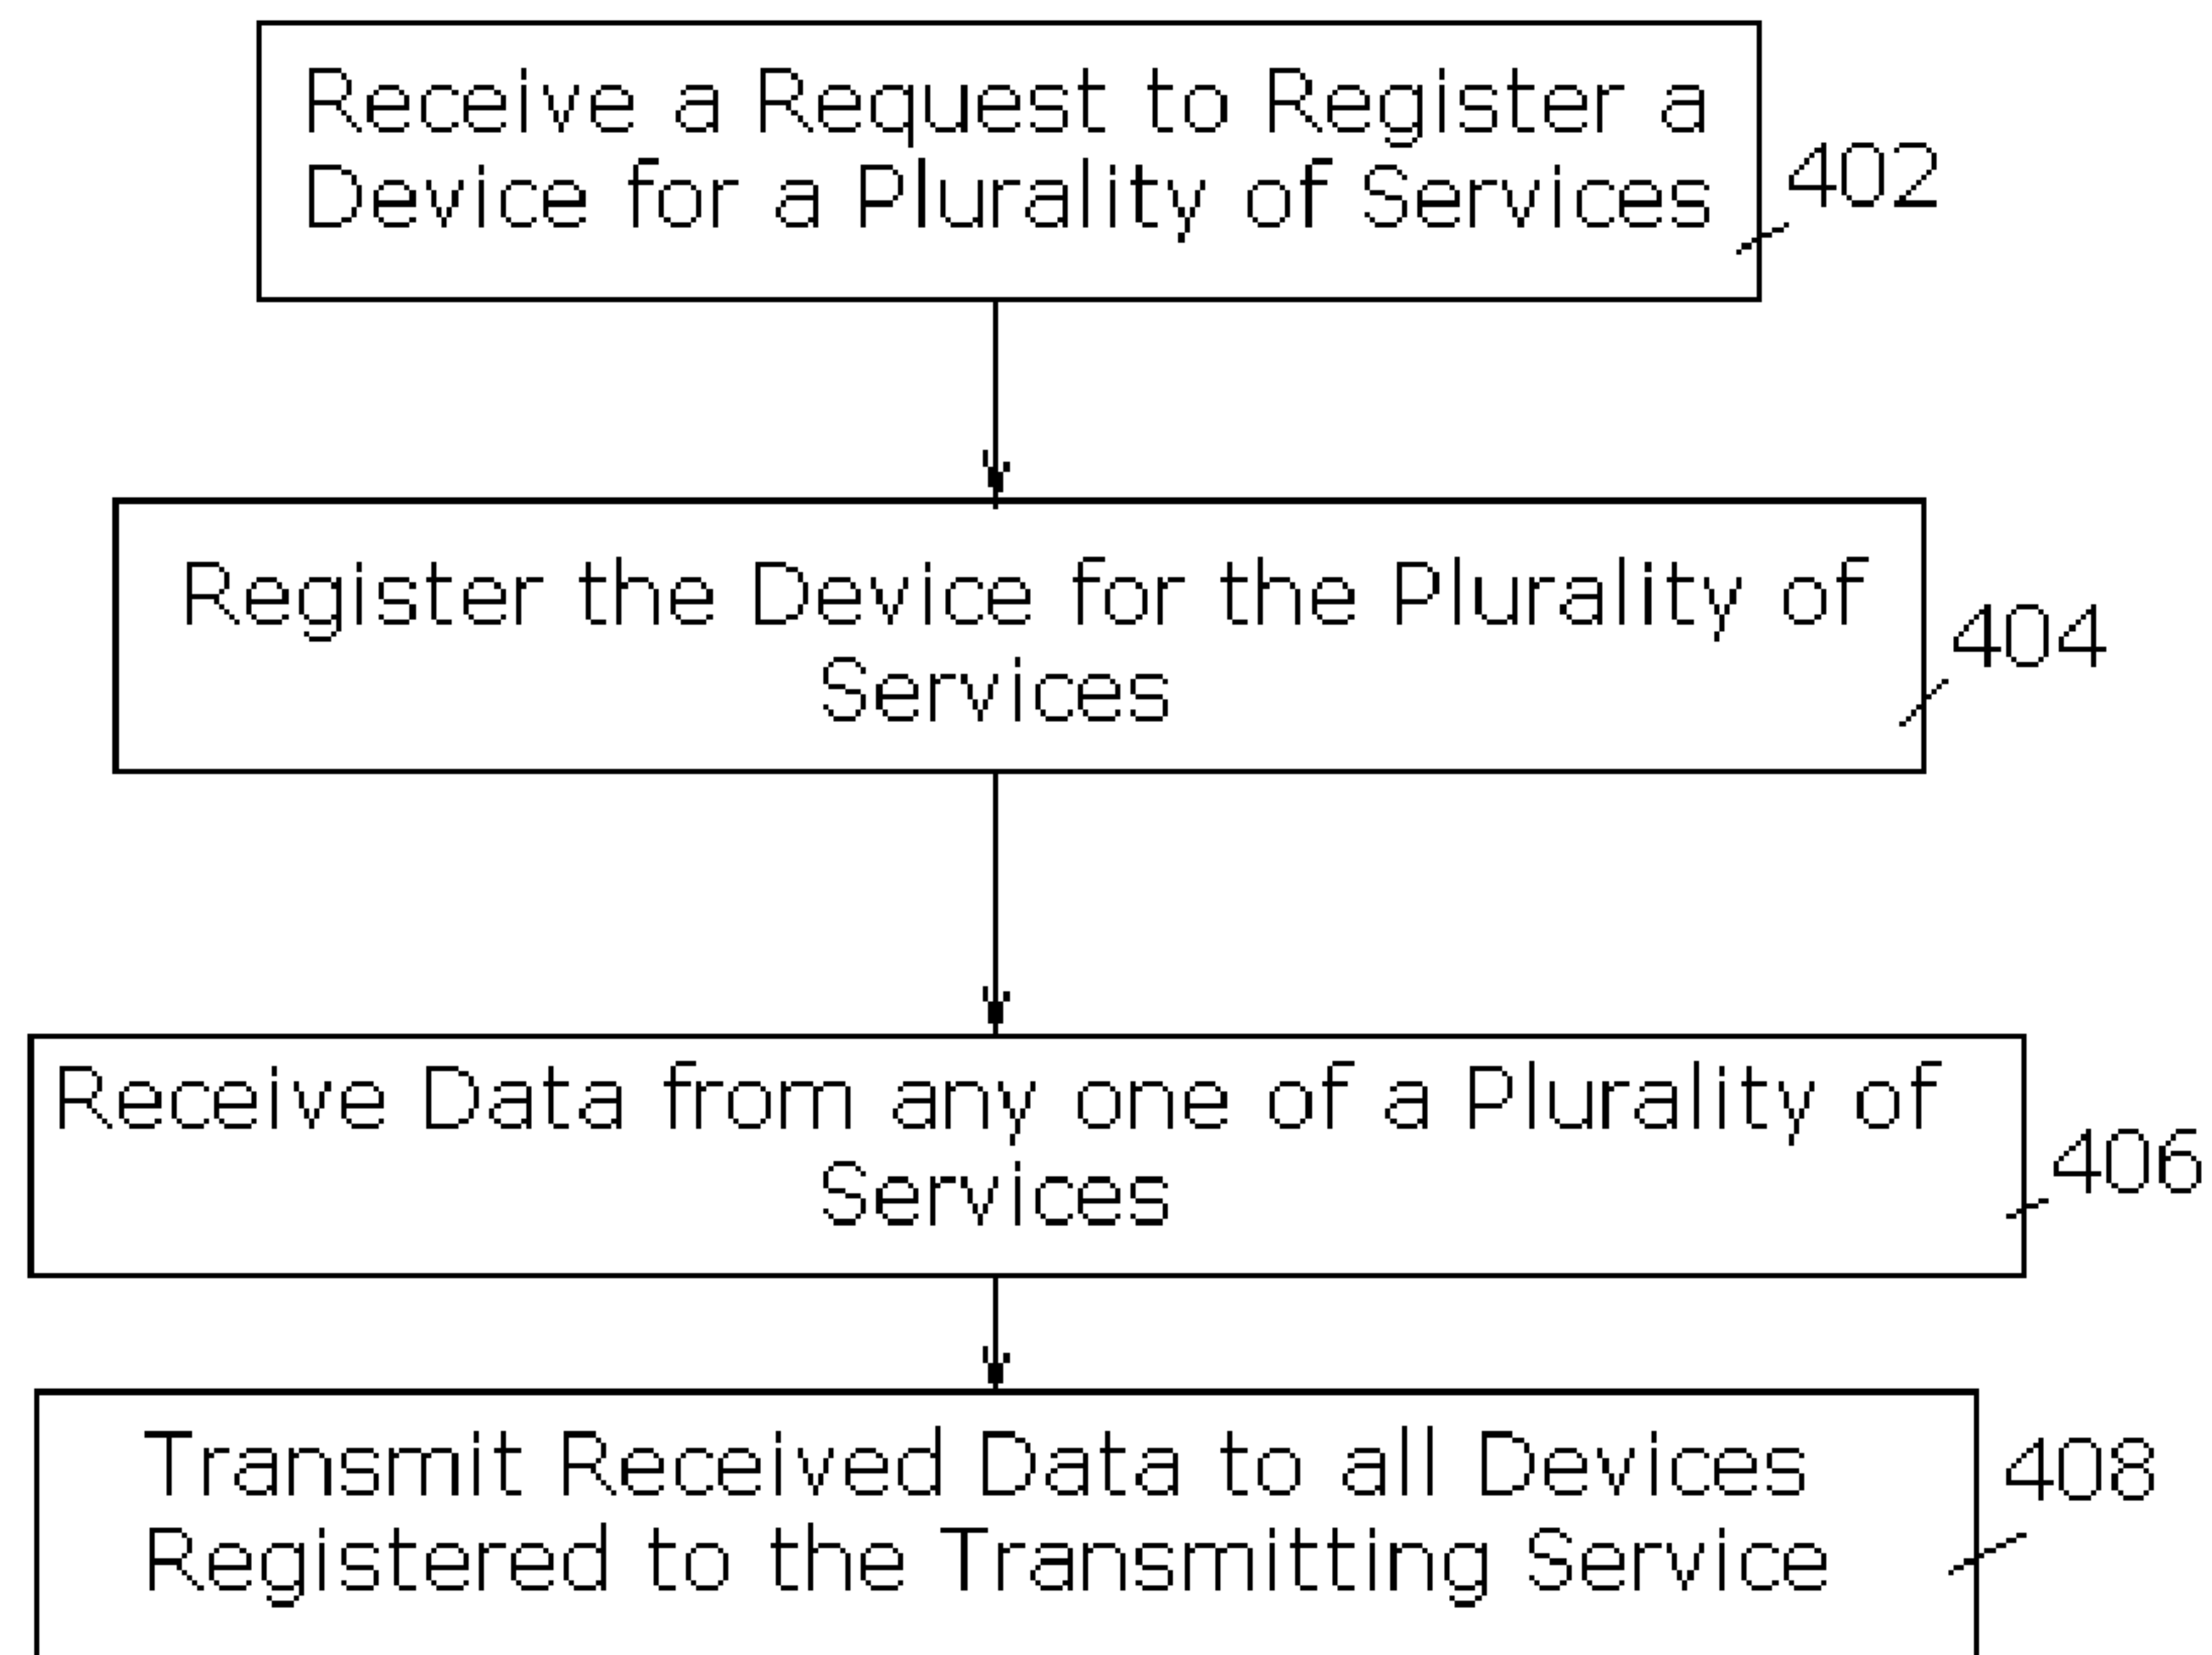 Receive a Request to Register a
Device for a Plurality of Services
402
Register the Device for the Plurality of
Services
404
Receive Data from any one of a Plurality of
Services
406
Transmit Received Data to all Devices
Registered to the Transmitting Service
408